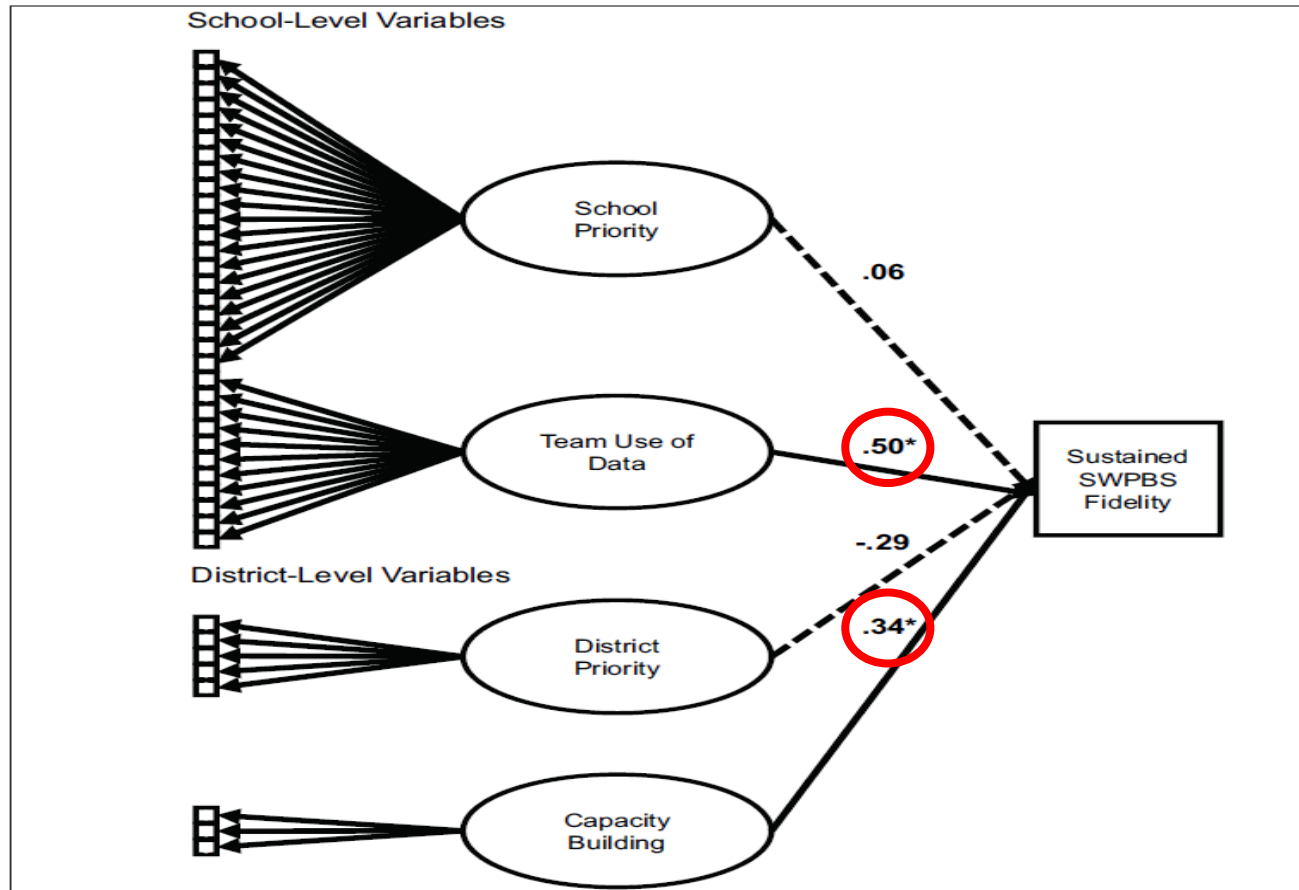 School-Level Variables
School
Priority
.06
Team Use of
Data
.50*
Sustained
SWPBS
Fidelity
-.29
District-Level Variables
.34*
District
Priority
Capacity
Building